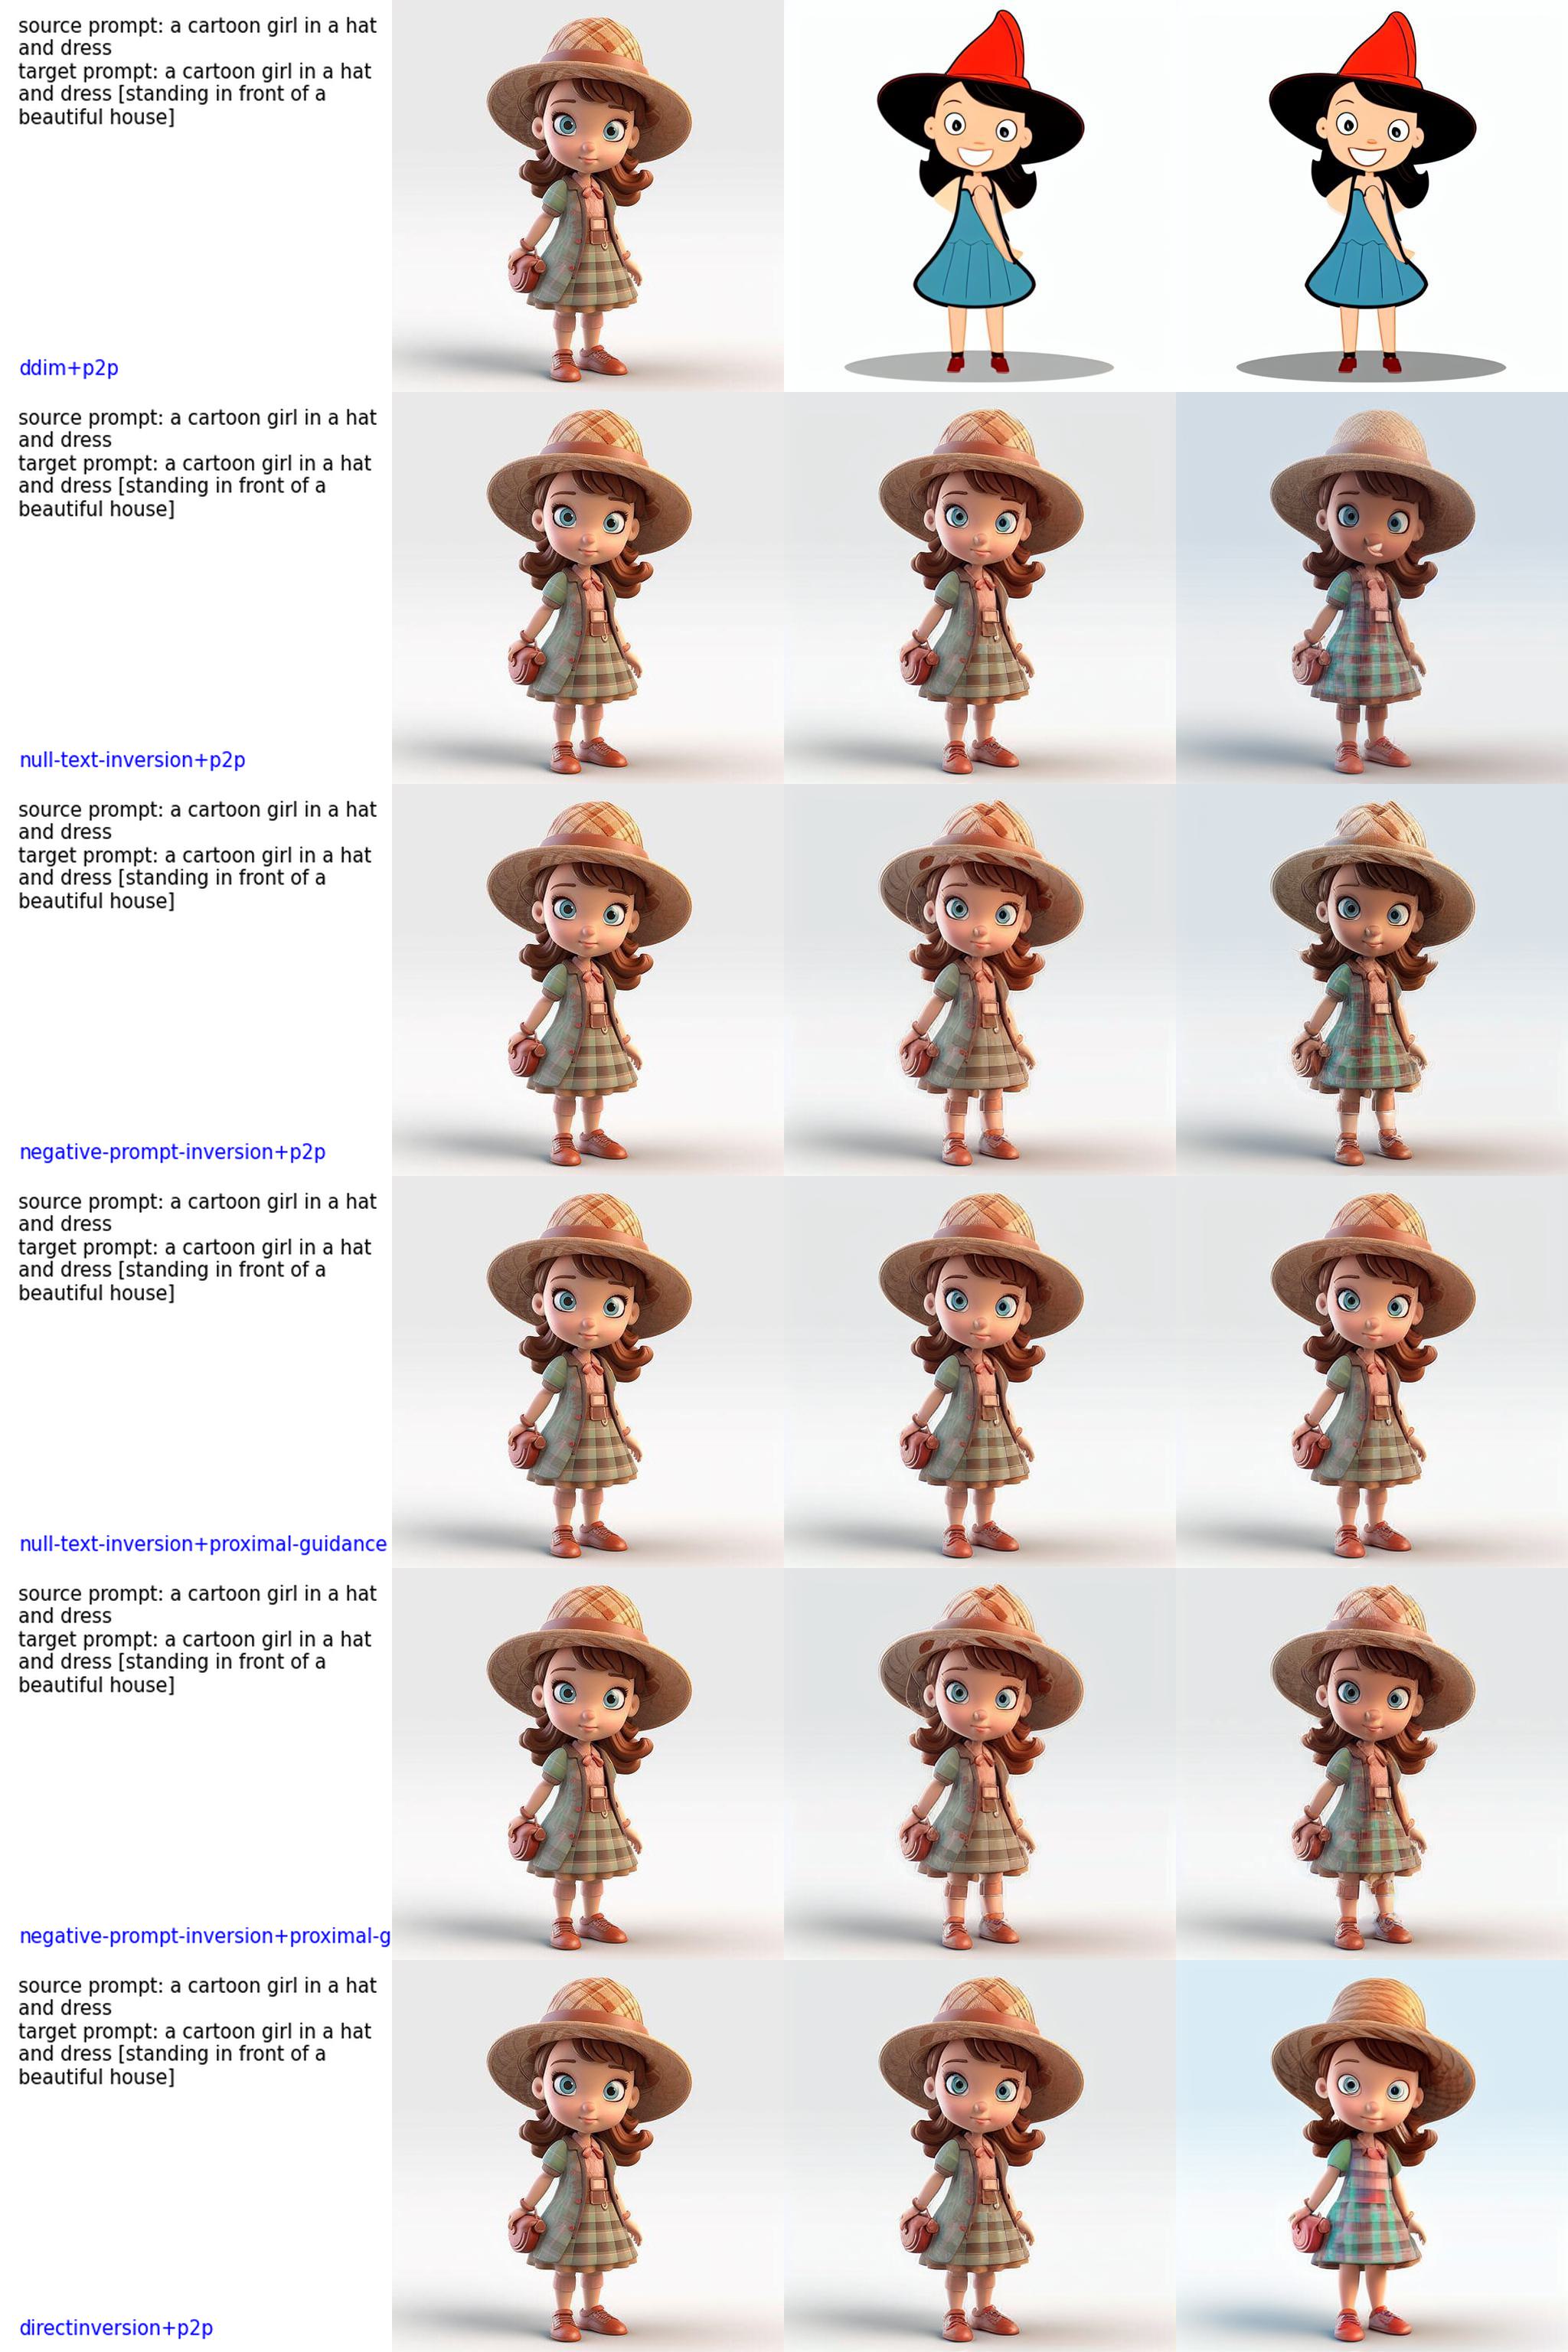 source prompt: a cartoon girl in a hat
and dress
target prompt: a cartoon girl in a hat
and dress [standing in front of a
beautiful house]
ddim+p2p
source prompt: a cartoon girl in a hat
and dress
target prompt: a cartoon girl in a hat
and dress [standing in front of a
beautiful house]
null-text-inversion+p2p
source prompt: a cartoon girl in a hat
and dress
target prompt: a cartoon girl in a hat
and dress [standing in front of a
beautiful house]
negative-prompt-inversion+p2p
source prompt: a cartoon girl in a hat
and dress
target prompt: a cartoon girl in a hat
and dress [standing in front of a
beautiful house]
null-text-inversion+proximal-guidance
source prompt: a cartoon girl in a hat
and dress
target prompt: a cartoon girl in a hat
and dress [standing in front of a
beautiful house]
negative-prompt-inversion+proximal-g
source prompt: a cartoon girl in a hat
and dress
target prompt: a cartoon girl in a hat
and dress [standing in front of a
beautiful house]
directinversion+p2p